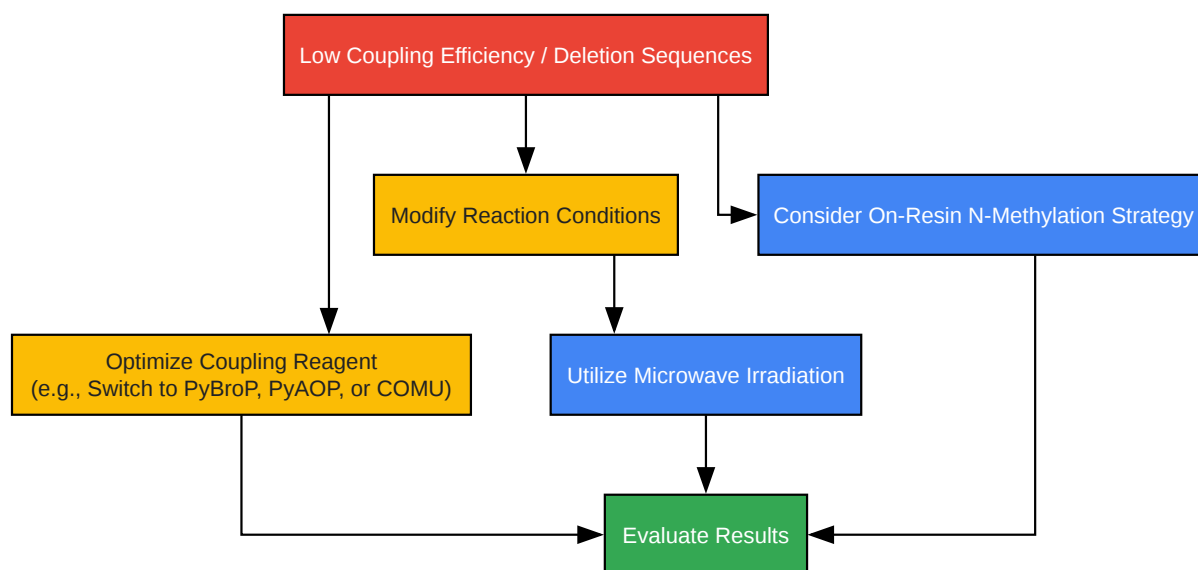 Low Coupling Efficiency / Deletion Sequences
Modify Reaction Conditions
Consider On-Resin N-Methylation Strategy
Optimize Coupling Reagent
(e.g., Switch to PyBroP, PyAOP, or COMU)
Utilize Microwave Irradiation
Evaluate Results